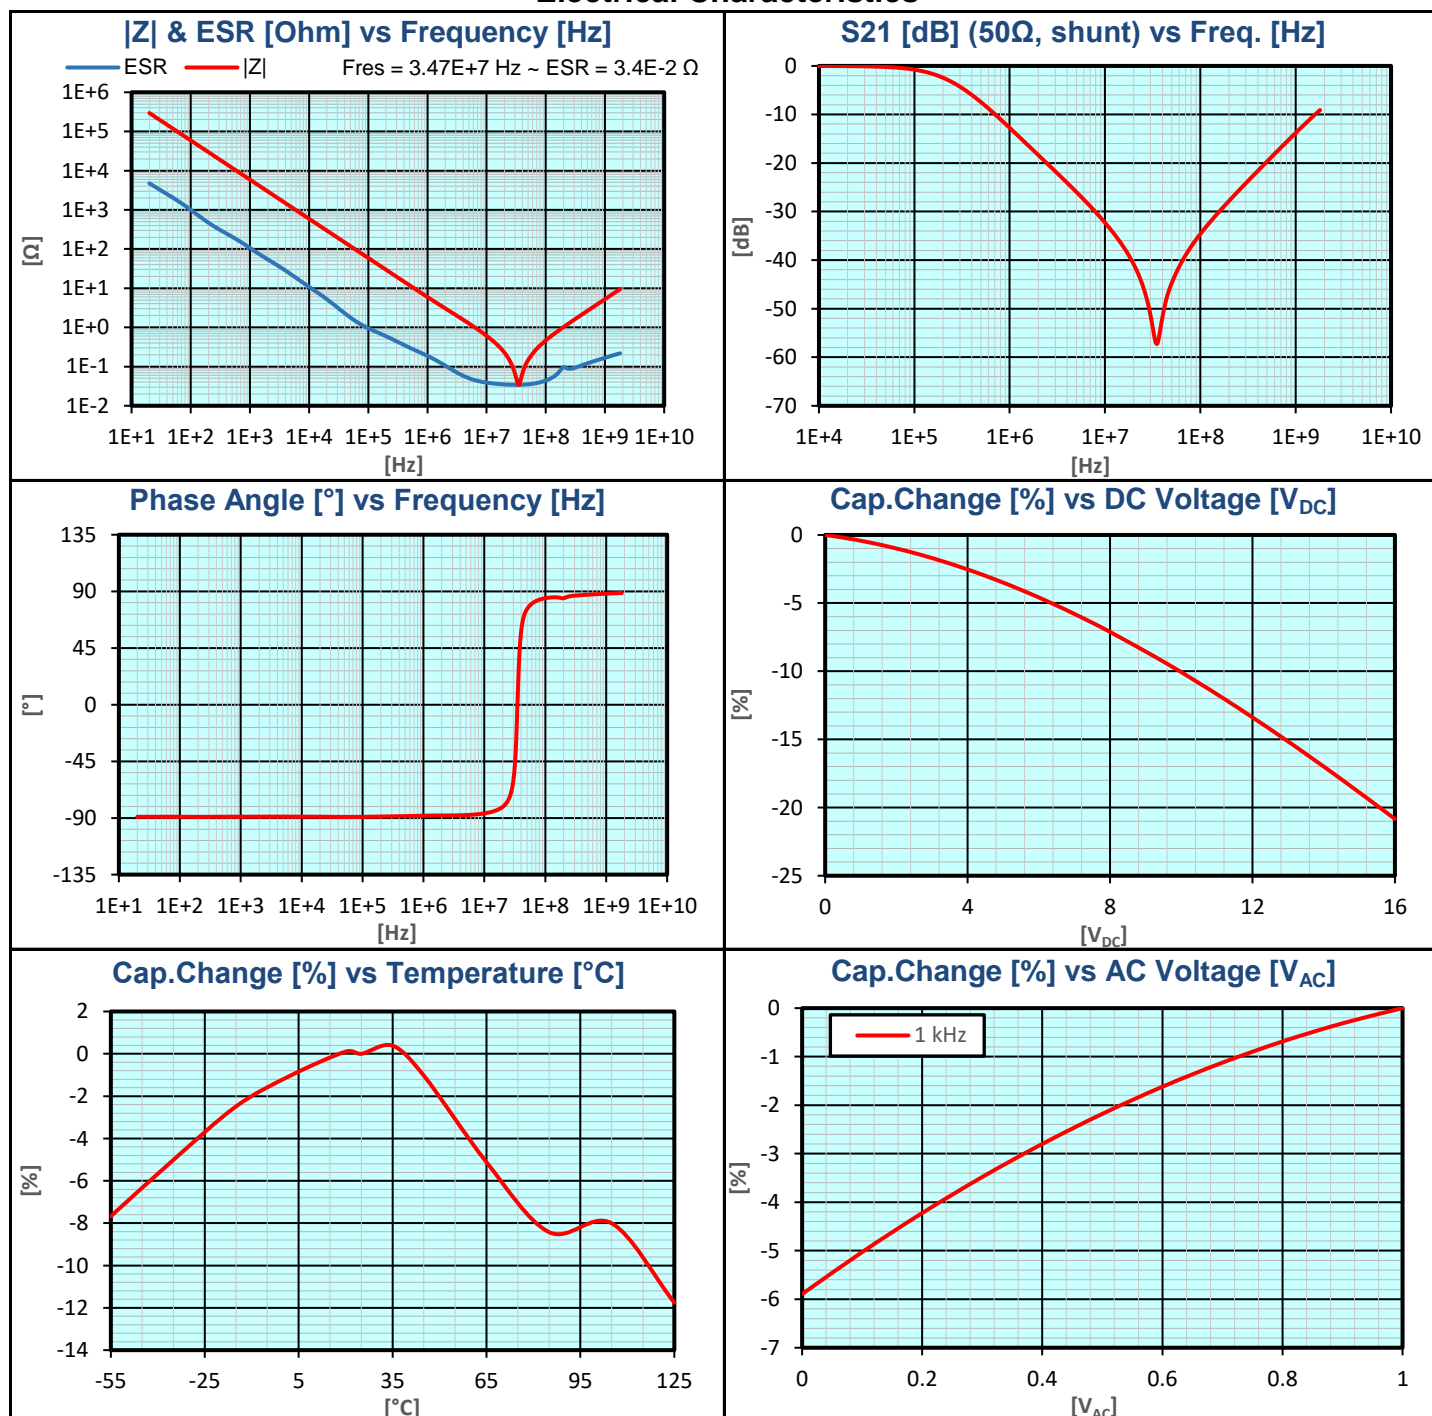 |Z| & ESR [Ohm] vs Frequency [Hz]
ESR |Z| Fres = 3.47E+7 Hz ~ ESR = 3.4E-2 Ω
1E+6
1E+5
1E+4
1E+3
1E+2
1E+1
1E+0
1E-1
1E-2
[Ω]
1E+1 1E+2 1E+3 1E+4 1E+5 1E+6 1E+7 1E+8 1E+9 1E+10
[Hz]
S21 [dB] (50Ω, shunt) vs Freq. [Hz]
0
-10
-20
-30
-40
-50
-60
-70
[dB]
1E+4 1E+5 1E+6 1E+7 1E+8 1E+9 1E+10
[Hz]
Phase Angle [°] vs Frequency [Hz]
135
90
45
0
-45
-90
-135
[°]
1E+1 1E+2 1E+3 1E+4 1E+5 1E+6 1E+7 1E+8 1E+9 1E+10
[Hz]
Cap.Change [%] vs DC Voltage [VDC]
0
-5
-10
-15
-20
-25
[%]
0 4 8 12 16
[VDC]
Cap.Change [%] vs Temperature [°C]
2
0
-2
-4
-6
-8
-10
-12
-14
[%]
-55 -25 5 35 65 95 125
[°C]
Cap.Change [%] vs AC Voltage [VAC]
1 kHz
0
-1
-2
-3
-4
-5
-6
-7
[%]
0 0.2 0.4 0.6 0.8 1
[VAC]